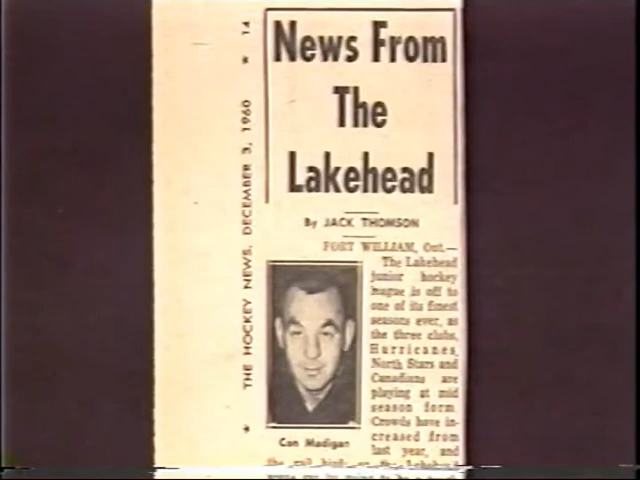 THE HOCKEY NEWS, DECEMBER 3, 1960 ★ 14
News From
The
Lakehead
By JACK THOMSON
FORT WILLIAM, Ont.—
The Lakehead
junior hockey
league is off to
one of its finest
seasons ever, as
the three clubs,
Hurricanes,
North Stars and
Canadians are
playing at mid
season form.
Crowds have in-
creased from
last year, and
Con Madigan